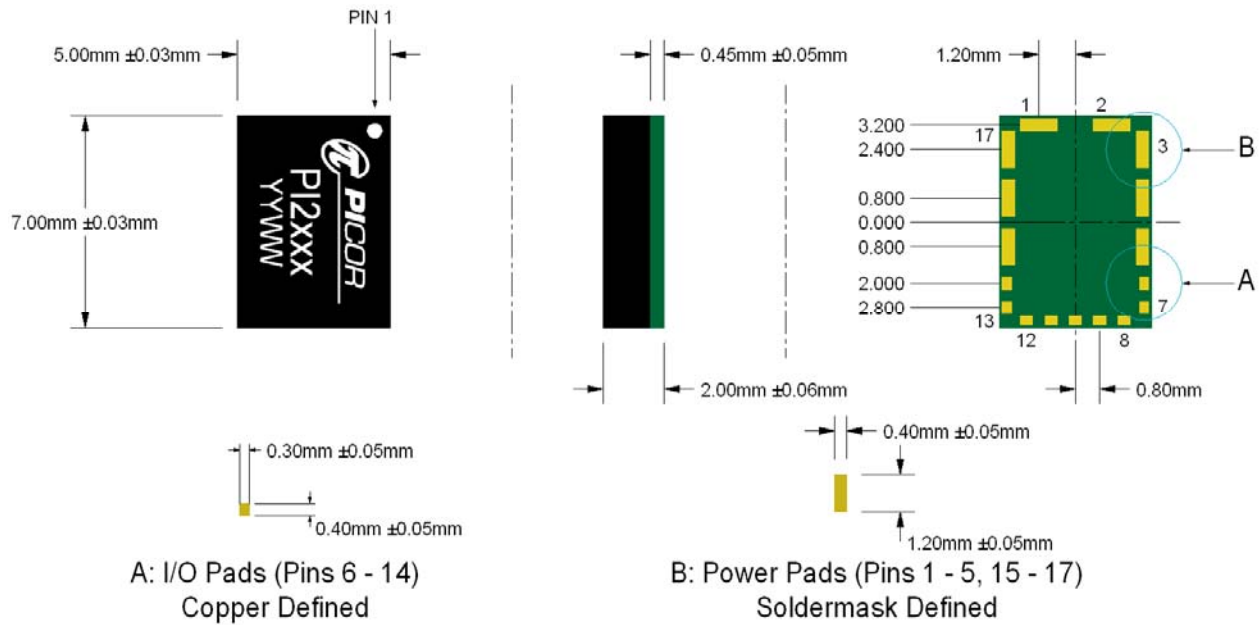 PIN 1
5.00mm ±0.03mm
0.45mm ±0.05mm
1.20mm
1
2
3.200
17
3
B
2.400
PICOR
PI2xxx
YYWW
7.00mm ±0.03mm
0.800
0.000
0.800
2.000
A
2.800
13
7
12
8
2.00mm ±0.06mm
0.80mm
0.30mm ±0.05mm
0.40mm ±0.05mm
0.40mm ±0.05mm
1.20mm ±0.05mm
A: I/O Pads (Pins 6 - 14)
Copper Defined
B: Power Pads (Pins 1 - 5, 15 - 17)
Soldermask Defined